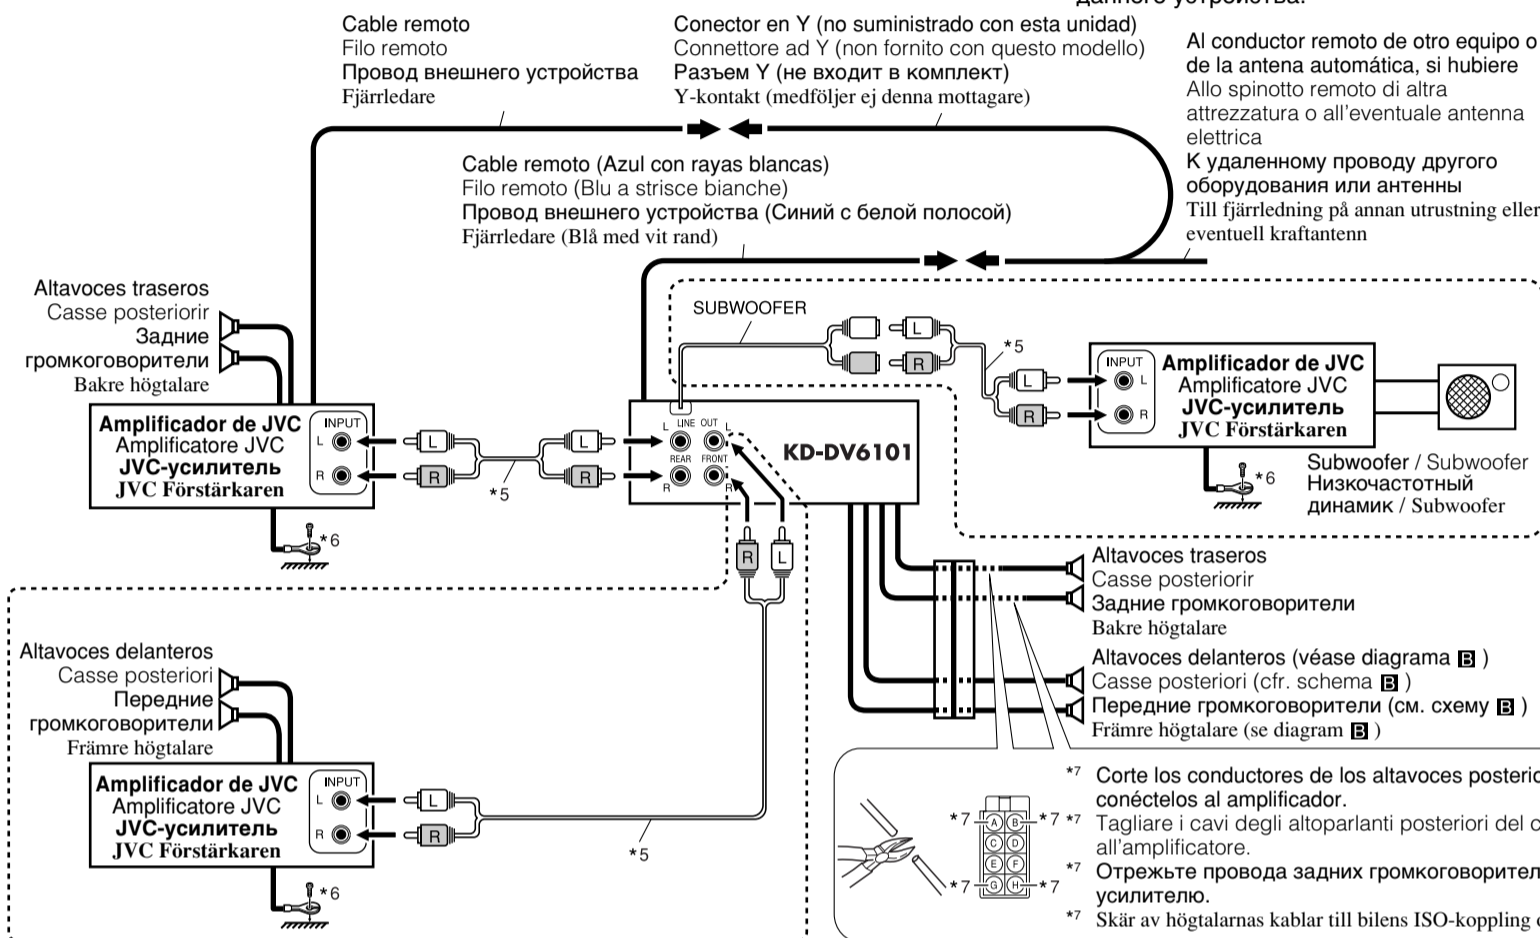 данного устройства.
Cable remoto
Filo remoto
Провод внешнего устройства
Fjärrledare
Conector en Y (no suministrado con esta unidad)
Connettore ad Y (non fornito con questo modello)
Разъем Y (не входит в комплект)
Y-kontakt (medföljer ej denna mottagare)
Al conductor remoto de otro equipo o
de la antena automática, si hubiere
Allo spinotto remoto di altra
attrezzatura o all'eventuale antenna
elettrica
К удаленному проводу другого
оборудования или антенны
Till fjärrledning på annan utrustning eller
eventuell kraftantenn
Cable remoto (Azul con rayas blancas)
Filo remoto (Blu a strisce bianche)
Провод внешнего устройства (Синий с белой полосой)
Fjärrledare (Blå med vit rand)
Altavoces traseros
Casse posteriorir
Задние
громкоговорители
Bakre högtalare
Amplificador de JVC
Amplificatore JVC
JVC-усилитель
JVC Förstärkaren
INPUT
L
R
*6
L
R
*5
L
R
SUBWOOFER
L LINE OUT L
REAR FRONT
R R
KD-DV6101
L
R
*5
L
R
INPUT
L
R
Amplificador de JVC
Amplificatore JVC
JVC-усилитель
JVC Förstärkaren
*6
Subwoofer / Subwoofer
Низкочастотный
динамик / Subwoofer
R L
Altavoces traseros
Casse posteriorir
Задние громкоговорители
Bakre högtalare
Altavoces delanteros (véase diagrama B )
Casse posteriori (cfr. schema B )
Передние громкоговорители (см. схему B )
Främre högtalare (se diagram B )
Altavoces delanteros
Casse posteriori
Передние
громкоговорители
Främre högtalare
Amplificador de JVC
Amplificatore JVC
JVC-усилитель
JVC Förstärkaren
INPUT
L
R
*6
L
R
*5
*7 A B *7
C D
E F
*7 G H *7
*7 Corte los conductores de los altavoces posterio
conéctelos al amplificador.
*7 Tagliare i cavi degli altoparlanti posteriori del c
all'amplificatore.
*7 Отрежьте провода задних громкоговорител
усилителю.
*7 Skär av högtalarnas kablar till bilens ISO-koppling